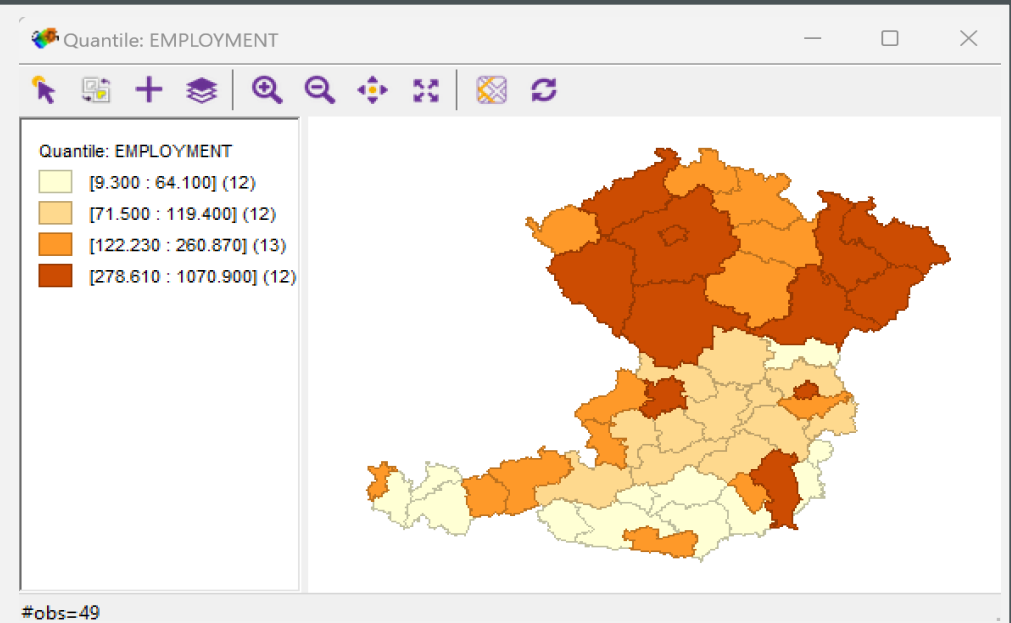 Quantile: EMPLOYMENT
Quantile: EMPLOYMENT
[9.300 : 64.100] (12)
[71.500 : 119.400] (12)
[122.230 : 260.870] (13)
[278.610 : 1070.900] (12)
#obs=49